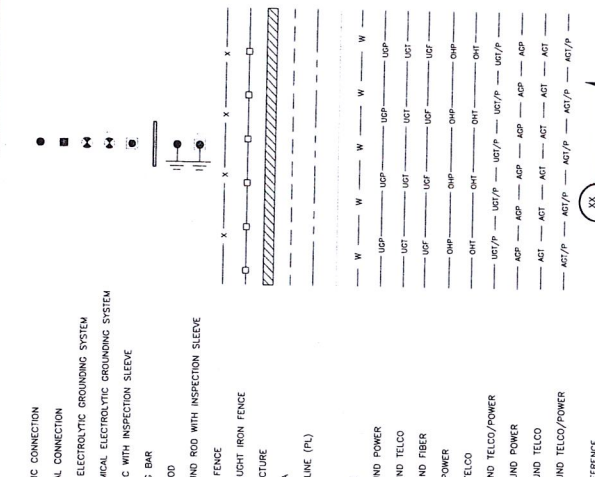 IC CONNECTION
AL CONNECTION
ELECTROLYTIC GROUNDING SYSTEM
MICAL ELECTROLYTIC GROUNDING SYSTEM
C WITH INSPECTION SLEEVE
G BAR
OD
UND ROD WITH INSPECTION SLEEVE
FENCE X X X X
UGHT IRON FENCE
CTURE
A
LINE (PL)
W W W W
ND POWER UGP UGP UGP
ND TELCO UGT UGT UGT
ND FIBER UGF UGF UGF
POWER OHP OHP OHP
TELCO OHT OHT OHT
ND TELCO/POWER UGT/P UGT/P UGT/P UGT/P
UND POWER AGP AGP AGP AGP AGP
UND TELCO AGT AGT AGT AGT AGT
UND TELCO/POWER AGT/P AGT/P AGT/P AGT/P
FERENCE XX